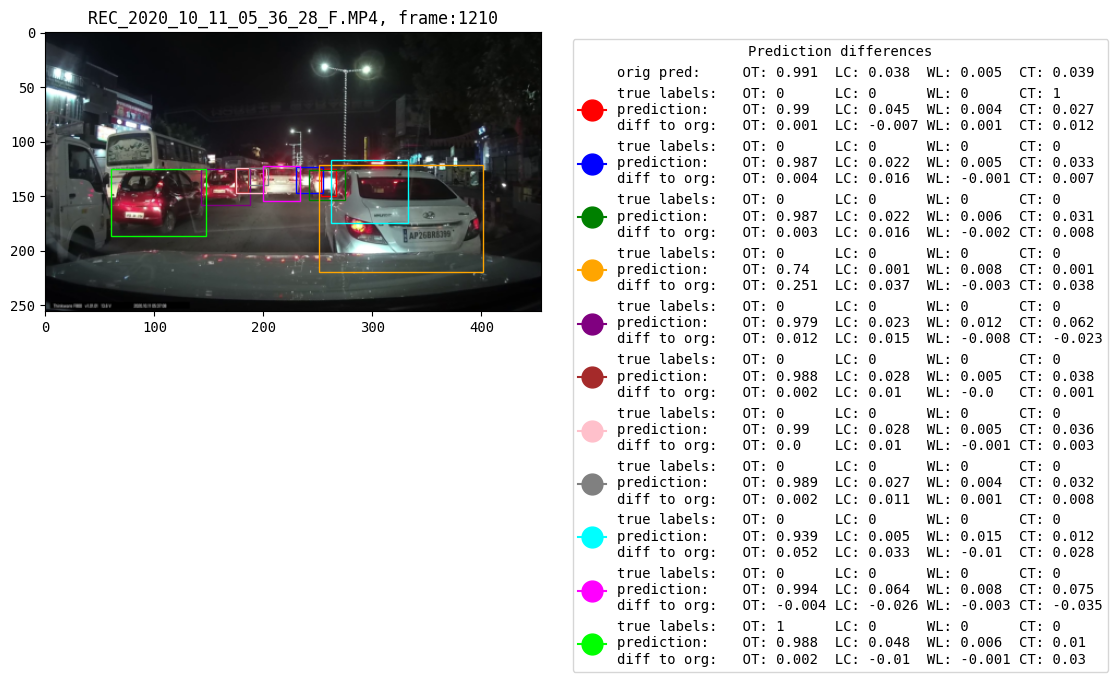 REC_2020_10_11_05_36_28_F.MP4, frame:1210
0
50
100
150
200
250
0 100 200 300 400
AP26BR0399
Prediction differences
orig pred: OT: 0.991 LC: 0.038 WL: 0.005 CT: 0.039
true labels: OT: 0 LC: 0 WL: 0 CT: 1
prediction: OT: 0.99 LC: 0.045 WL: 0.004 CT: 0.027
diff to org: OT: 0.001 LC: -0.007 WL: 0.001 CT: 0.012
true labels: OT: 0 LC: 0 WL: 0 CT: 0
prediction: OT: 0.987 LC: 0.022 WL: 0.005 CT: 0.033
diff to org: OT: 0.004 LC: 0.016 WL: -0.001 CT: 0.007
true labels: OT: 0 LC: 0 WL: 0 CT: 0
prediction: OT: 0.987 LC: 0.022 WL: 0.006 CT: 0.031
diff to org: OT: 0.003 LC: 0.016 WL: -0.002 CT: 0.008
true labels: OT: 0 LC: 0 WL: 0 CT: 0
prediction: OT: 0.74 LC: 0.001 WL: 0.008 CT: 0.001
diff to org: OT: 0.251 LC: 0.037 WL: -0.003 CT: 0.038
true labels: OT: 0 LC: 0 WL: 0 CT: 0
prediction: OT: 0.979 LC: 0.023 WL: 0.012 CT: 0.062
diff to org: OT: 0.012 LC: 0.015 WL: -0.008 CT: -0.023
true labels: OT: 0 LC: 0 WL: 0 CT: 0
prediction: OT: 0.988 LC: 0.028 WL: 0.005 CT: 0.038
diff to org: OT: 0.002 LC: 0.01 WL: -0.0 CT: 0.001
true labels: OT: 0 LC: 0 WL: 0 CT: 0
prediction: OT: 0.99 LC: 0.028 WL: 0.005 CT: 0.036
diff to org: OT: 0.0 LC: 0.01 WL: -0.001 CT: 0.003
true labels: OT: 0 LC: 0 WL: 0 CT: 0
prediction: OT: 0.989 LC: 0.027 WL: 0.004 CT: 0.032
diff to org: OT: 0.002 LC: 0.011 WL: 0.001 CT: 0.008
true labels: OT: 0 LC: 0 WL: 0 CT: 0
prediction: OT: 0.939 LC: 0.005 WL: 0.015 CT: 0.012
diff to org: OT: 0.052 LC: 0.033 WL: -0.01 CT: 0.028
true labels: OT: 0 LC: 0 WL: 0 CT: 0
prediction: OT: 0.994 LC: 0.064 WL: 0.008 CT: 0.075
diff to org: OT: -0.004 LC: -0.026 WL: -0.003 CT: -0.035
true labels: OT: 1 LC: 0 WL: 0 CT: 0
prediction: OT: 0.988 LC: 0.048 WL: 0.006 CT: 0.01
diff to org: OT: 0.002 LC: -0.01 WL: -0.001 CT: 0.03